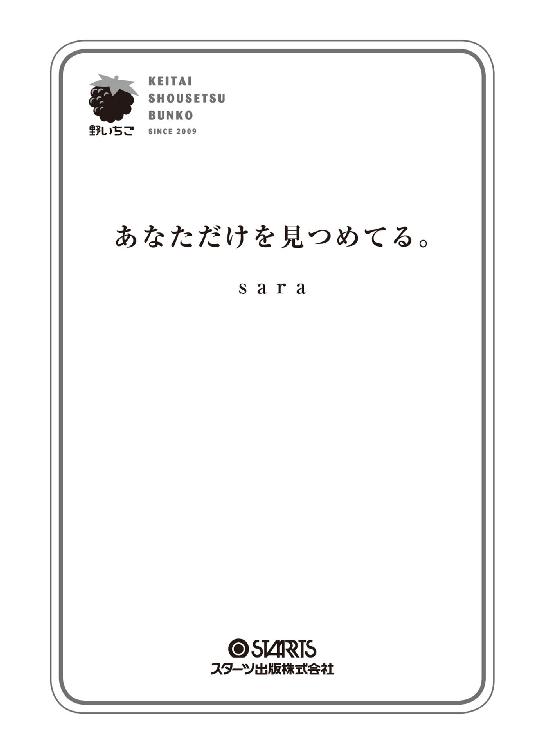 KEITAI
SHOUSETSU
BUNKO
野いちご
SINCE 2009
あなただけを見つめてる。
sara
STARTS
スターツ出版株式会社